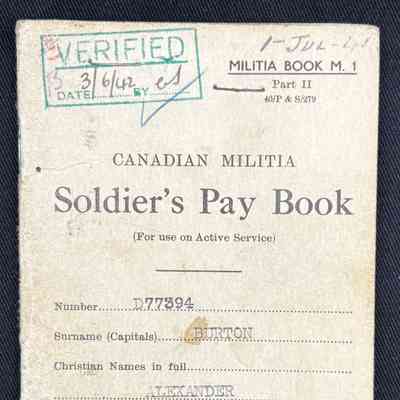 VERIFIED
DATE 3/6/42 BY
1-JUL-41
MILITIA BOOK M. 1
Part II
40/P & S/279
CANADIAN MILITIA
Soldier's Pay Book
(For use on Active Service)
Number....D77394
Surname (Capitals)....BURTON
Christian Names in full
ALEXANDER